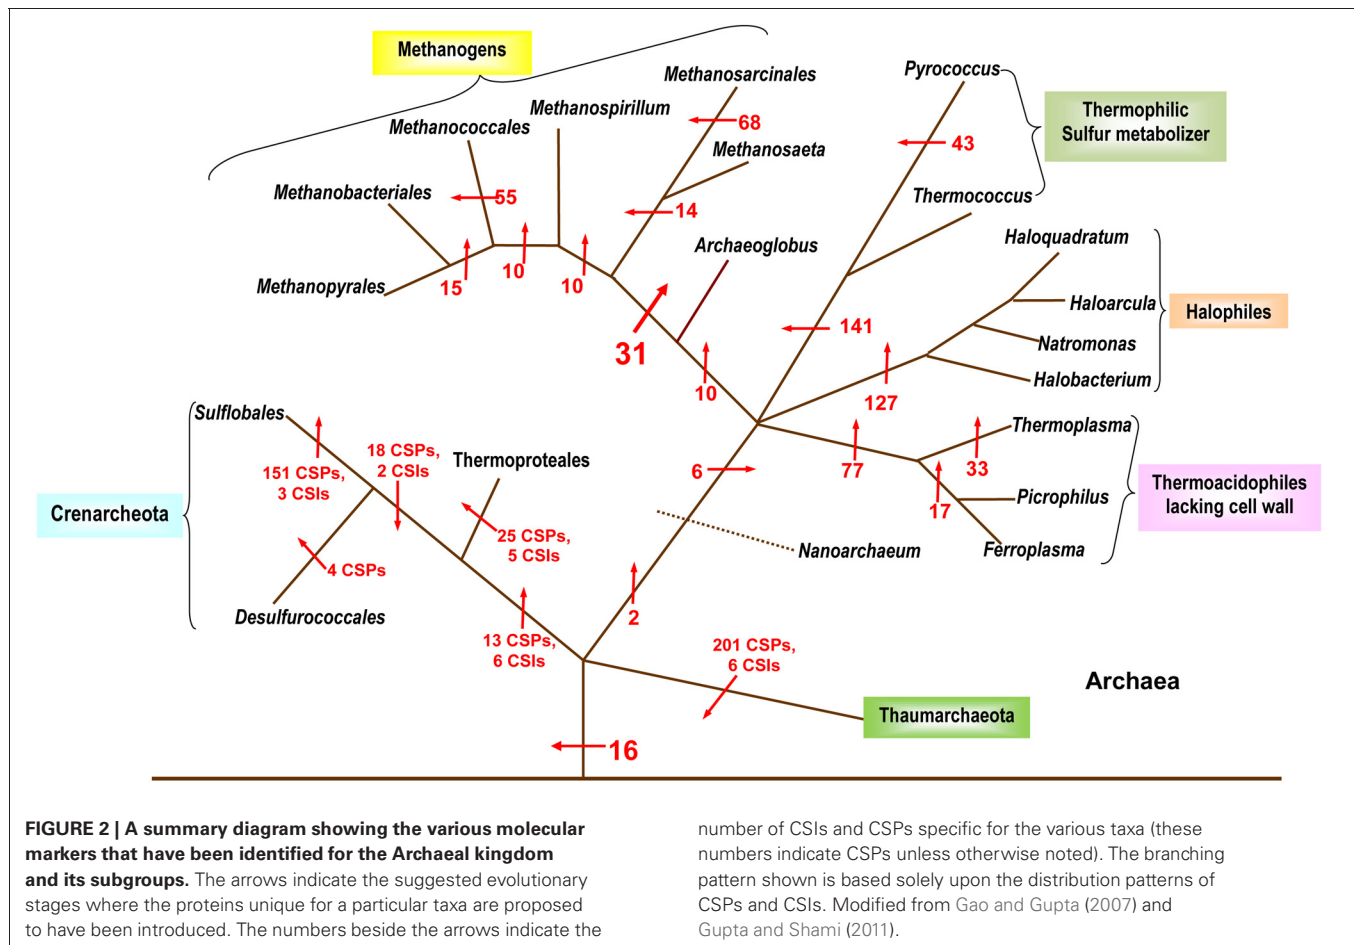 Methanogens
Methanosarcinales
Pyrococcus
Methanospirillum
Thermophilic
Sulfur metabolizer
Methanococcales
68
43
Methanosaeta
Methanobacteriales
55
Thermococcus
14
Archaeoglobus
Haloquadratum
10
10
15
Methanopyrales
Haloarcula
Halophiles
141
Natromonas
31
Halobacterium
10
127
Sulflobales
Thermoplasma
18 CSPs,
2 CSIs
151 CSPs,
3 CSIs
Thermoproteales
6
77
33
Thermoacidophiles
lacking cell wall
Picrophilus
17
Crenarcheota
25 CSPs,
5 CSIs
Nanoarchaeum
Ferroplasma
4 CSPs
Desulfurococcales
2
13 CSPs,
6 CSIs
201 CSPs,
6 CSIs
Archaea
Thaumarchaeota
16
FIGURE 2 | A summary diagram showing the various molecular
markers that have been identified for the Archaeal kingdom
and its subgroups. The arrows indicate the suggested evolutionary
stages where the proteins unique for a particular taxa are proposed
to have been introduced. The numbers beside the arrows indicate the
number of CSIs and CSPs specific for the various taxa (these
numbers indicate CSPs unless otherwise noted). The branching
pattern shown is based solely upon the distribution patterns of
CSPs and CSIs. Modified from Gao and Gupta (2007) and
Gupta and Shami (2011).